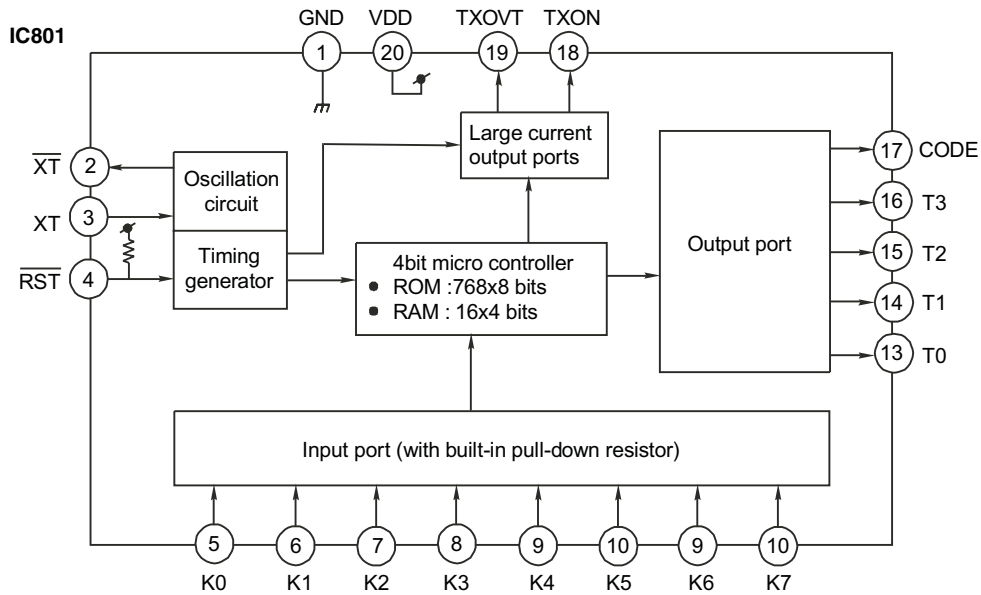 IC801
GND VDD TXOVT TXON
1 20 19 18
Large current
output ports
X̅T̅ 2
XT 3
R̅S̅T̅ 4
Oscillation
circuit
Timing
generator
4bit micro controller
● ROM :768x8 bits
● RAM : 16x4 bits
Output port
17 CODE
16 T3
15 T2
14 T1
13 T0
Input port (with built-in pull-down resistor)
5 6 7 8 9 10 9 10
K0 K1 K2 K3 K4 K5 K6 K7